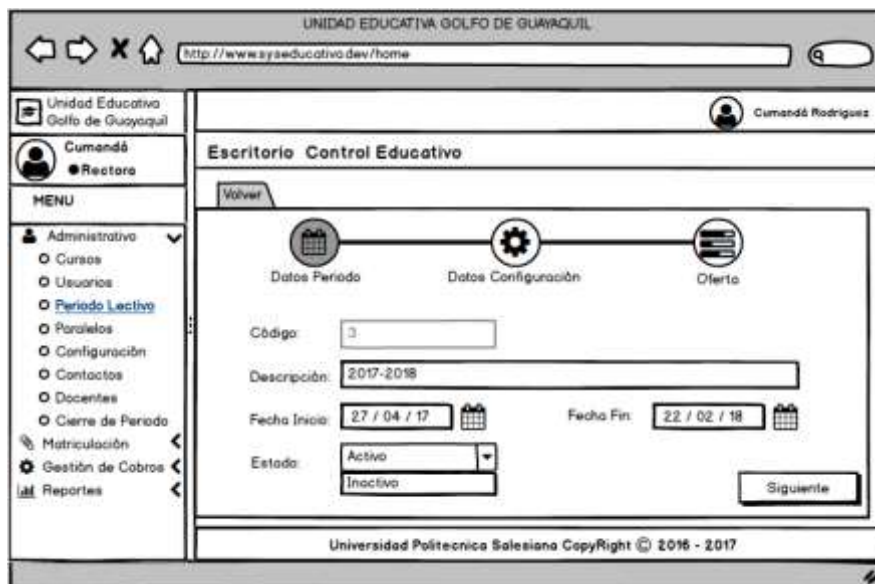 UNIDAD EDUCATIVA GOLFO DE GUAYAQUIL
http://www.syseducativo.dev/home
Unidad Educativa
Golfo de Guayaquil
Cumandá Rodriguez
Cumandá
Rectora
Escritorio Control Educativo
MENU
Volver
Administrativo
Cursos
Usuarios
Periodo Lectivo
Paralelos
Configuración
Contactos
Docentes
Cierre de Periodo
Matriculación
Gestión de Cobros
Reportes
Datos Periodo
Datos Configuración
Oferta
Código: 3
Descripción: 2017-2018
Fecha Inicio: 27 / 04 / 17
Fecha Fin: 22 / 02 / 18
Estado: Activo
Inactivo
Siguiente
Universidad Politecnica Salesiana CopyRight © 2016 - 2017